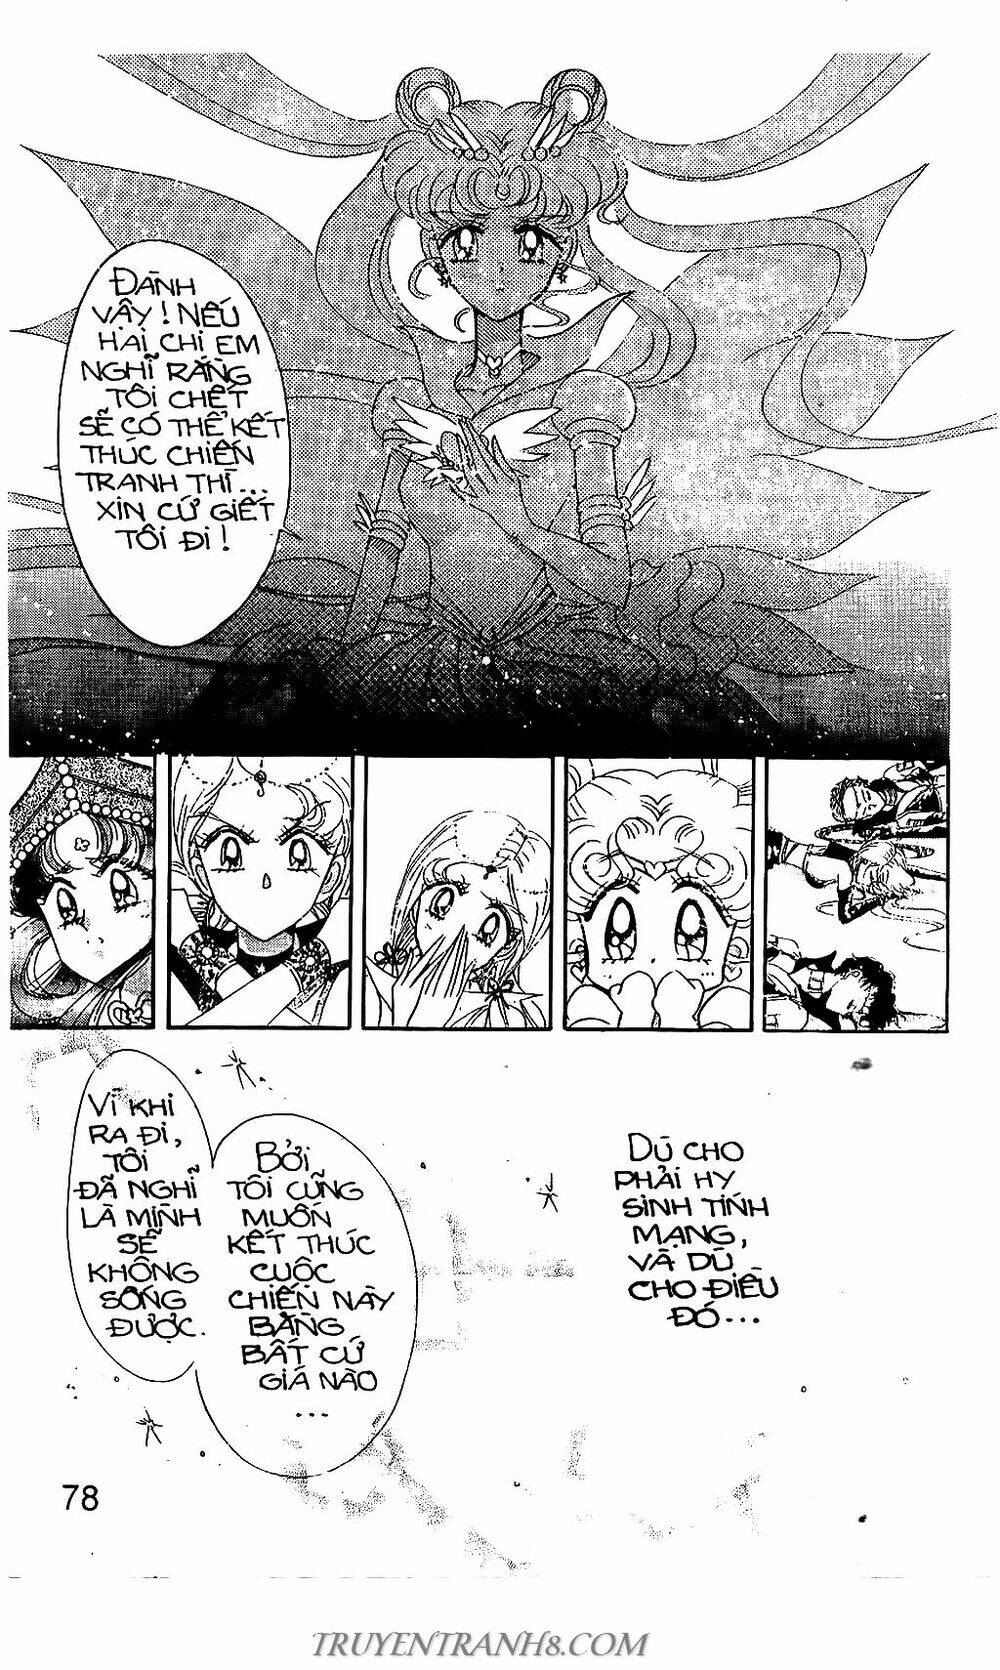 ĐÀNH
VẬY! NẾU
HAI CHỊ EM
NGHĨ RẰNG
TÔI CHẾT
SẼ CÓ THỂ KẾT
THÚC CHIẾN
TRANH THÌ...
XIN CỨ GIẾT
TÔI ĐI!
VÌ KHI
RA ĐI,
TÔI
ĐÃ NGHĨ
LÀ MÌNH
SẼ
KHÔNG
SỐNG
ĐƯỢC.
BỞI
TÔI CŨNG
MUỐN
KẾT THÚC
CUỘC
CHIẾN NÀY
BẰNG
BẤT CỨ
GIÁ NÀO
...
DÙ CHO
PHẢI HY
SINH TÍNH
MẠNG,
VÀ DÙ
CHO ĐIỀU
ĐÓ...
78
TRUYENTRANH8.COM